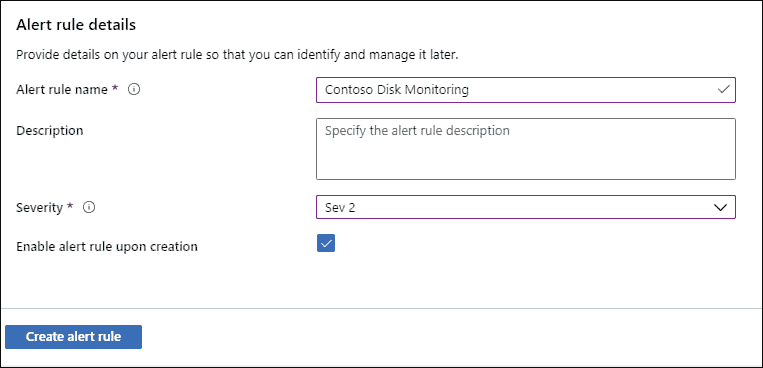 Alert rule details
Provide details on your alert rule so that you can identify and manage it later.
Alert rule name * Contoso Disk Monitoring
Description Specify the alert rule description
Severity * Sev 2
Enable alert rule upon creation
Create alert rule